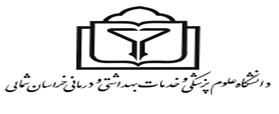 دانشگاه علوم پزشکی و خدمات بهداشتی و درمانی خراسان شمالی